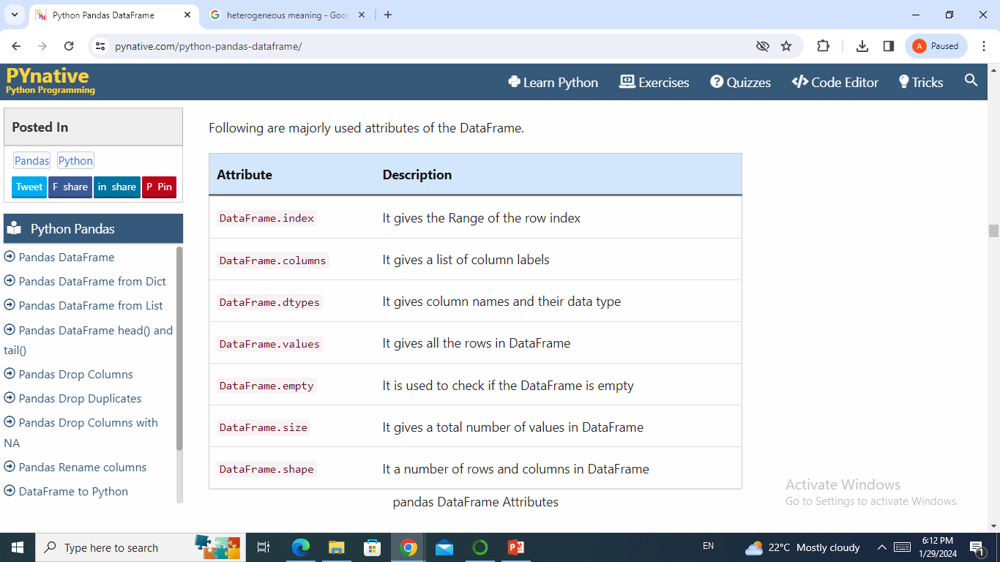 Python Pandas DataFrame
heterogeneous meaning - Goo
pynative.com/python-pandas-dataframe/
A Paused
PYnative
Python Programming
Learn Python
Exercises
Quizzes
Code Editor
Tricks
Posted In
Pandas Python
Tweet F share in share P Pin
Python Pandas
Pandas DataFrame
Pandas DataFrame from Dict
Pandas DataFrame from List
Pandas DataFrame head() and
tail()
Pandas Drop Columns
Pandas Drop Duplicates
Pandas Drop Columns with
NA
Pandas Rename columns
DataFrame to Python
Following are majorly used attributes of the DataFrame.
Attribute Description
DataFrame.index It gives the Range of the row index
DataFrame.columns It gives a list of column labels
DataFrame.dtypes It gives column names and their data type
DataFrame.values It gives all the rows in DataFrame
DataFrame.empty It is used to check if the DataFrame is empty
DataFrame.size It gives a total number of values in DataFrame
DataFrame.shape It a number of rows and columns in DataFrame
pandas DataFrame Attributes
Activate Windows
Go to Settings to activate Windows.
Type here to search
EN
22°C Mostly cloudy
6:12 PM
1/29/2024
1